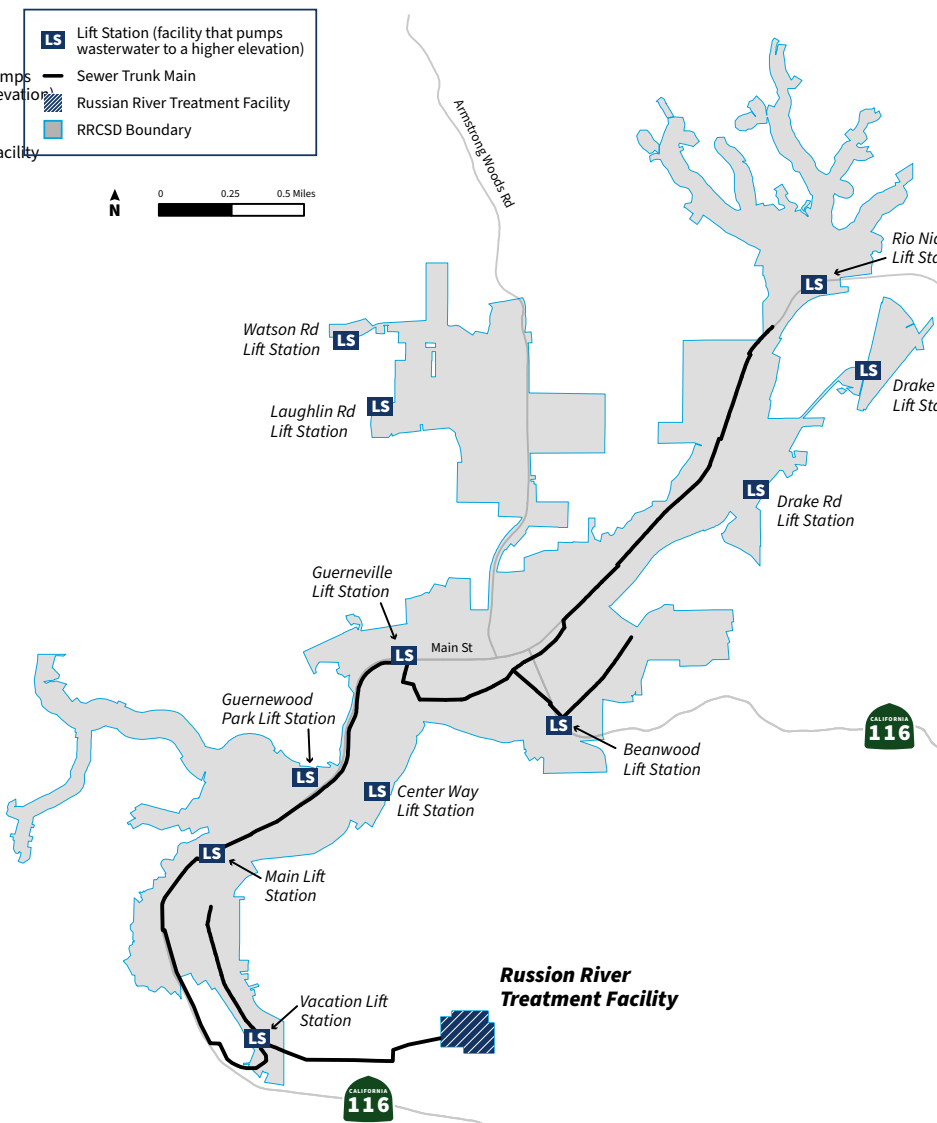 LS
Lift Station (facility that pumps
wasterwater to a higher elevation)
Sewer Trunk Main
Russian River Treatment Facility
RRCSD Boundary
mps
evation)
acility
N
0 0.25 0.5 Miles
Armstrong Woods Rd
Rio Nic
Lift Sta
LS
Watson Rd
Lift Station
LS
LS
Drake
Lift Sta
Laughlin Rd
Lift Station
LS
LS
Drake Rd
Lift Station
Guerneville
Lift Station
LS
Main St
Guernewood
Park Lift Station
LS
CALIFORNIA
116
Beanwood
Lift Station
LS
LS
Center Way
Lift Station
LS
Main Lift
Station
Russion River
Treatment Facility
Vacation Lift
Station
LS
CALIFORNIA
116